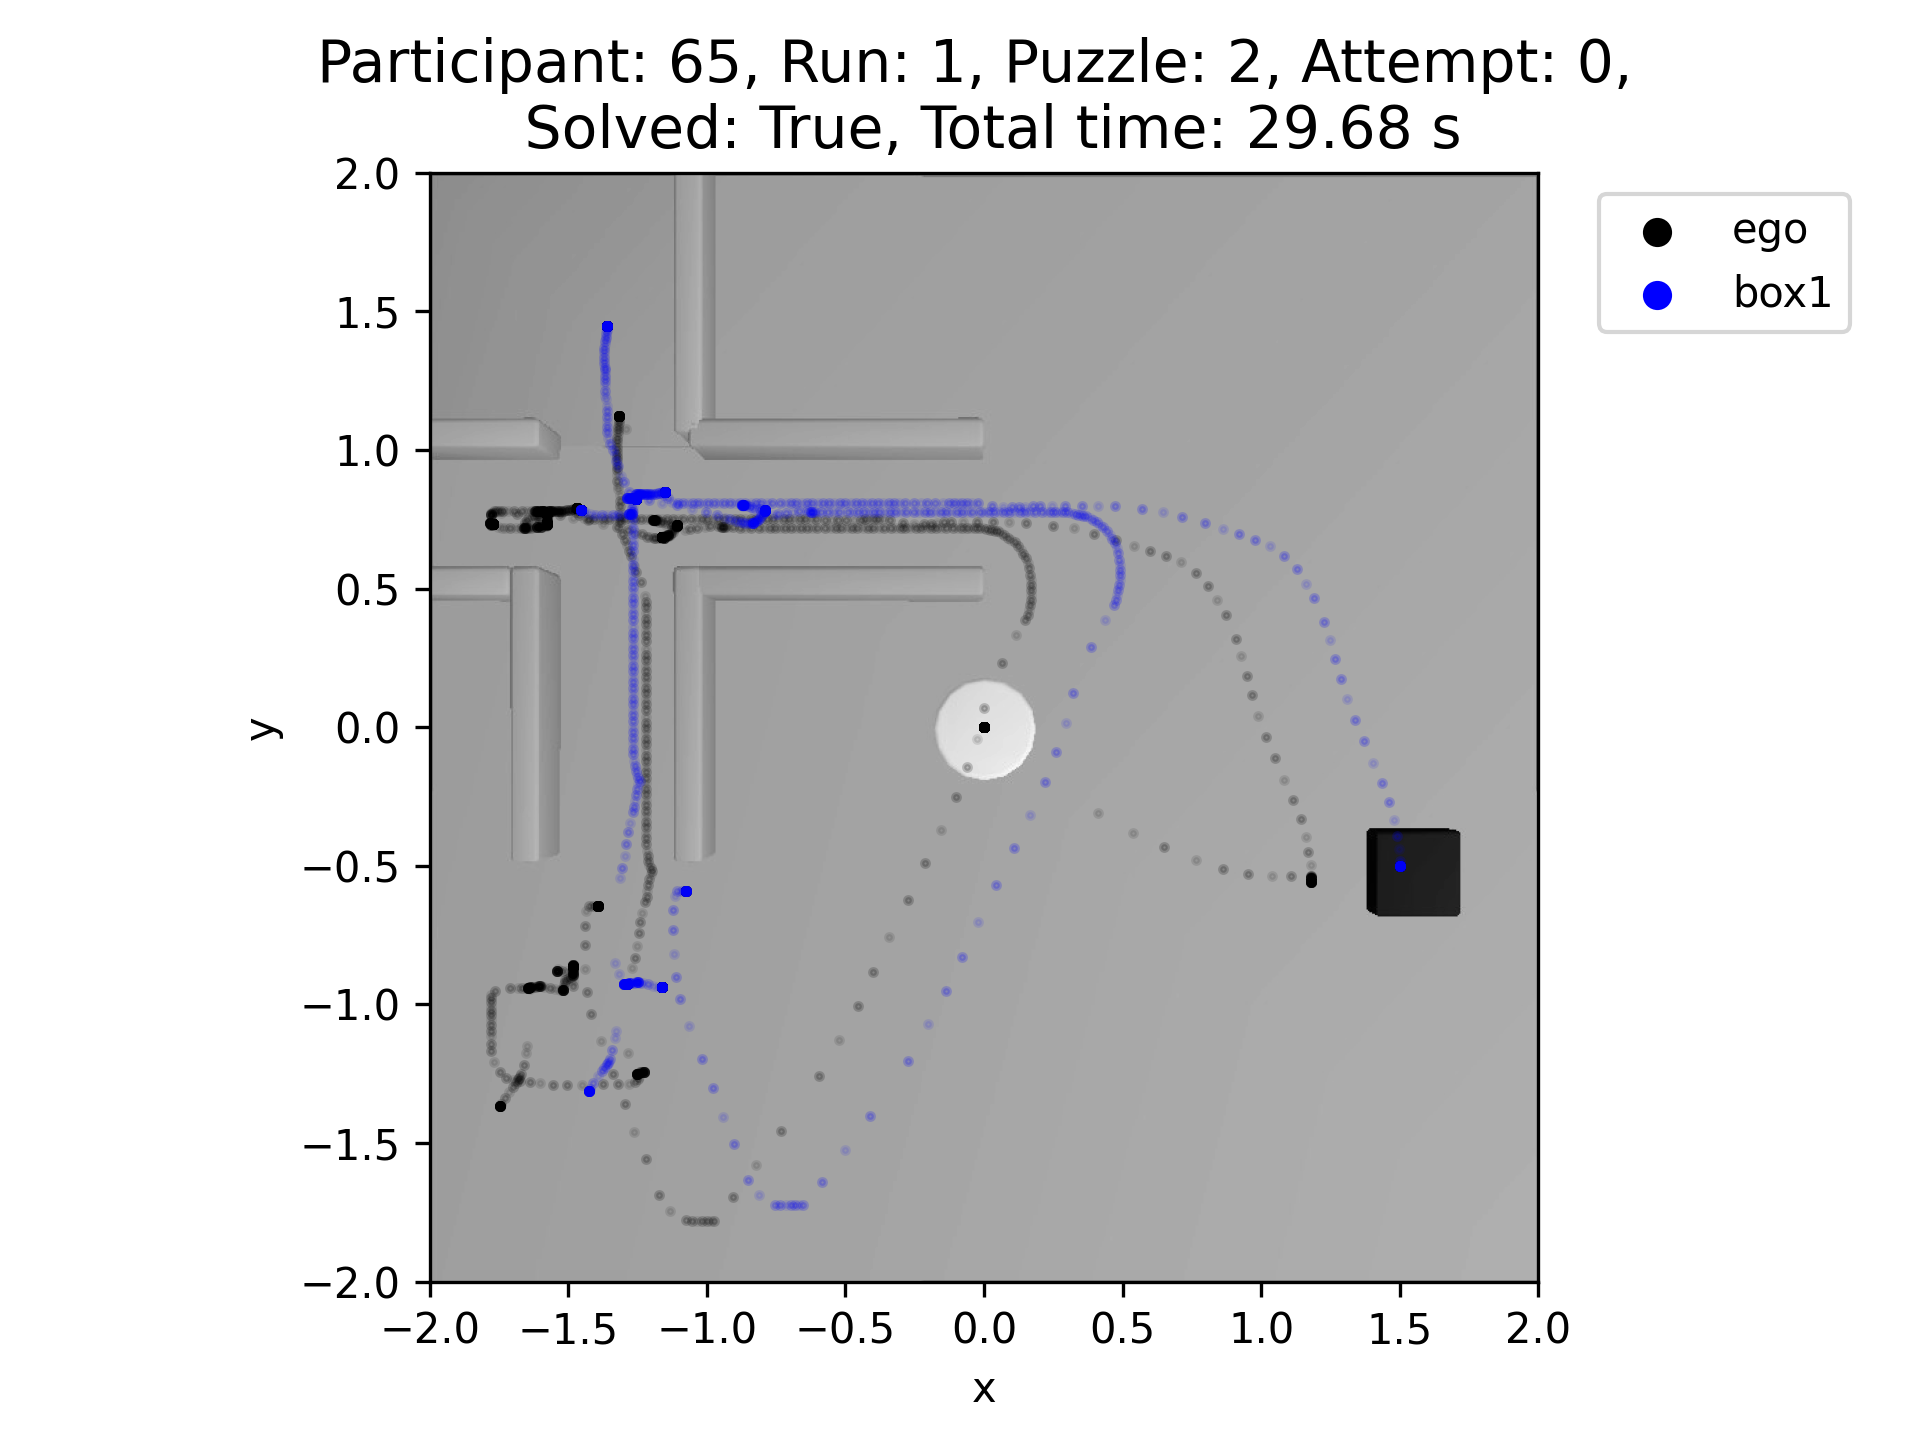 Participant: 65, Run: 1, Puzzle: 2, Attempt: 0,
Solved: True, Total time: 29.68 s
ego
box1
2.0
1.5
1.0
0.5
0.0
−0.5
−1.0
−1.5
−2.0
y
−2.0 −1.5 −1.0 −0.5 0.0 0.5 1.0 1.5 2.0
x